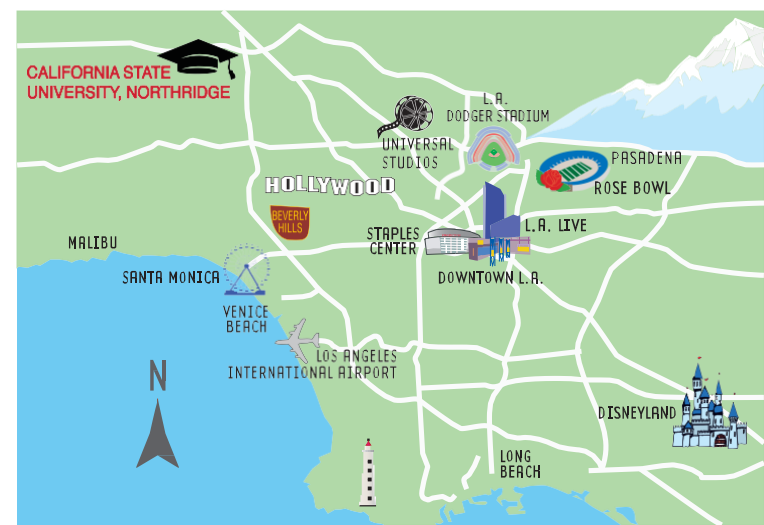 CALIFORNIA STATE
UNIVERSITY, NORTHRIDGE
L.A.
DODGER STADIUM
UNIVERSAL
STUDIOS
PASADENA
ROSE BOWL
HOLLYWOOD
BEVERLY
HILLS
STAPLES
CENTER
L.A. LIVE
MALIBU
SANTA MONICA
DOWNTOWN L.A.
VENICE
BEACH
LOS ANGELES
INTERNATIONAL AIRPORT
N
DISNEYLAND
LONG
BEACH